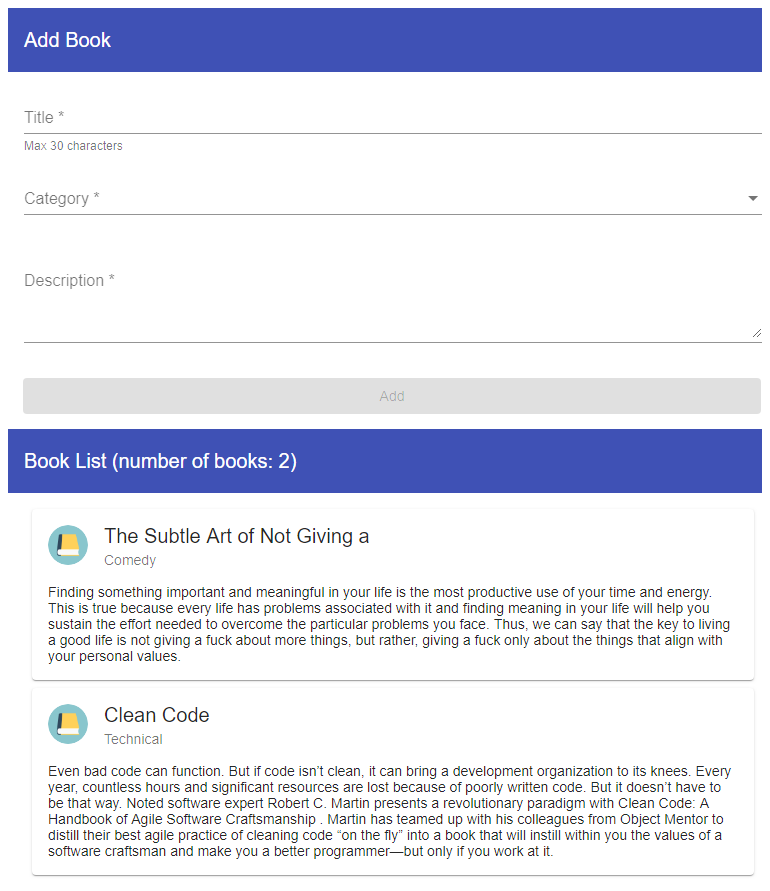 Add Book
Title *
Max 30 characters
Category *
Description *
Add
Book List (number of books: 2)
The Subtle Art of Not Giving a
Comedy
Finding something important and meaningful in your life is the most productive use of your time and energy.
This is true because every life has problems associated with it and finding meaning in your life will help you
sustain the effort needed to overcome the particular problems you face. Thus, we can say that the key to living
a good life is not giving a fuck about more things, but rather, giving a fuck only about the things that align with
your personal values.
Clean Code
Technical
Even bad code can function. But if code isn’t clean, it can bring a development organization to its knees. Every
year, countless hours and significant resources are lost because of poorly written code. But it doesn’t have to
be that way. Noted software expert Robert C. Martin presents a revolutionary paradigm with Clean Code: A
Handbook of Agile Software Craftsmanship . Martin has teamed up with his colleagues from Object Mentor to
distill their best agile practice of cleaning code “on the fly” into a book that will instill within you the values of a
software craftsman and make you a better programmer—but only if you work at it.